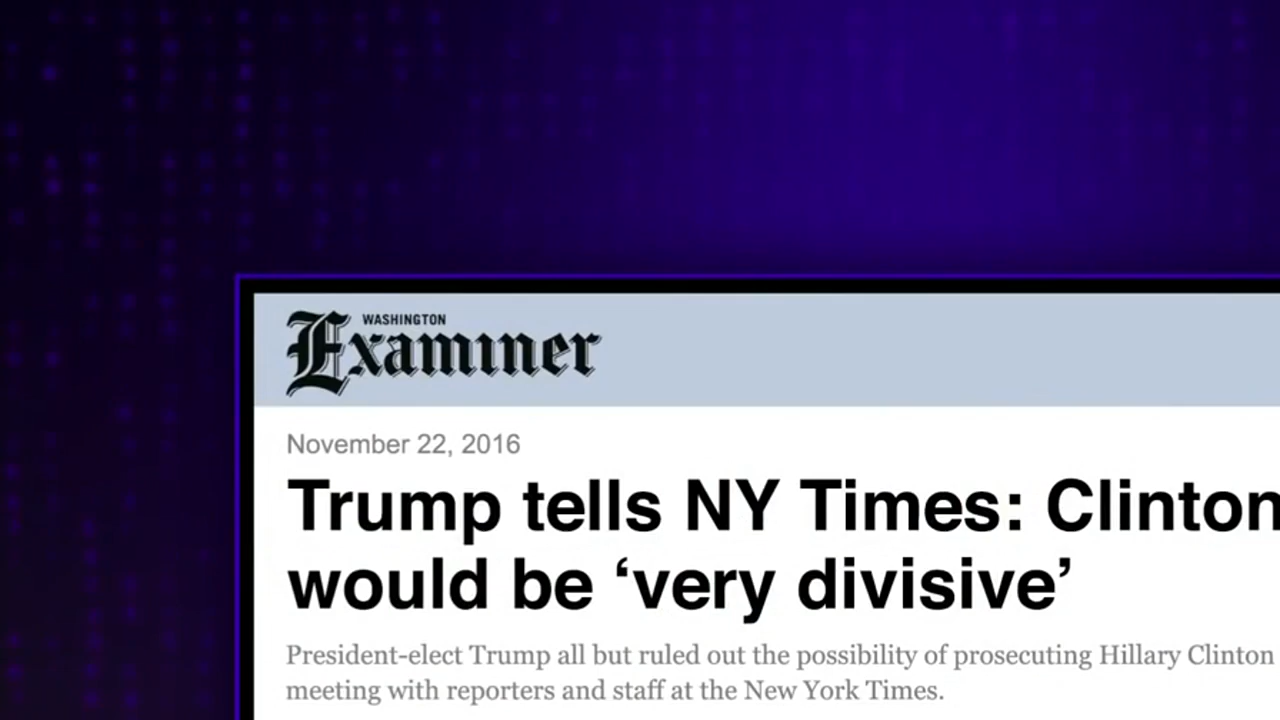 WASHINGTON
Examiner
November 22, 2016
Trump tells NY Times: Clinton
would be ‘very divisive’
President-elect Trump all but ruled out the possibility of prosecuting Hillary Clinton
meeting with reporters and staff at the New York Times.